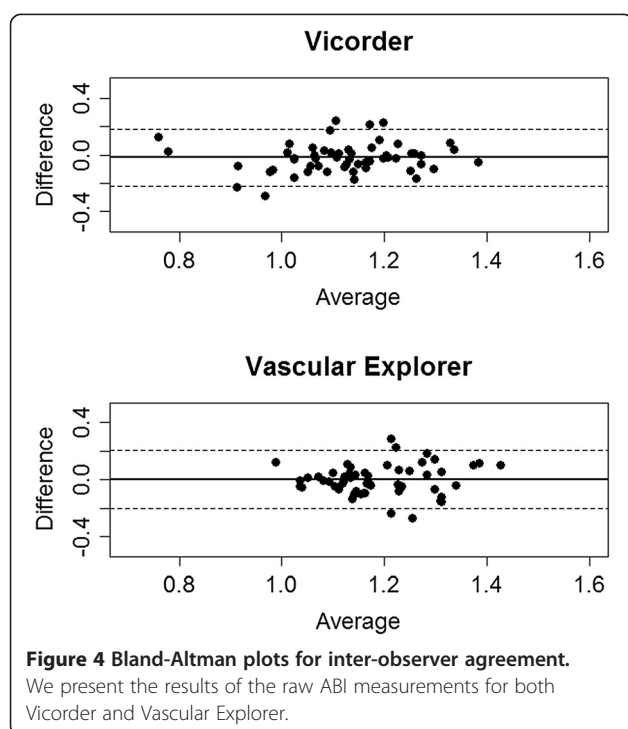 Vicorder
0.4
0.0
-0.4
Difference
0.8 1.0 1.2 1.4 1.6
Average
Vascular Explorer
0.4
0.0
-0.4
Difference
0.8 1.0 1.2 1.4 1.6
Average
Figure 4 Bland-Altman plots for inter-observer agreement.
We present the results of the raw ABI measurements for both
Vicorder and Vascular Explorer.